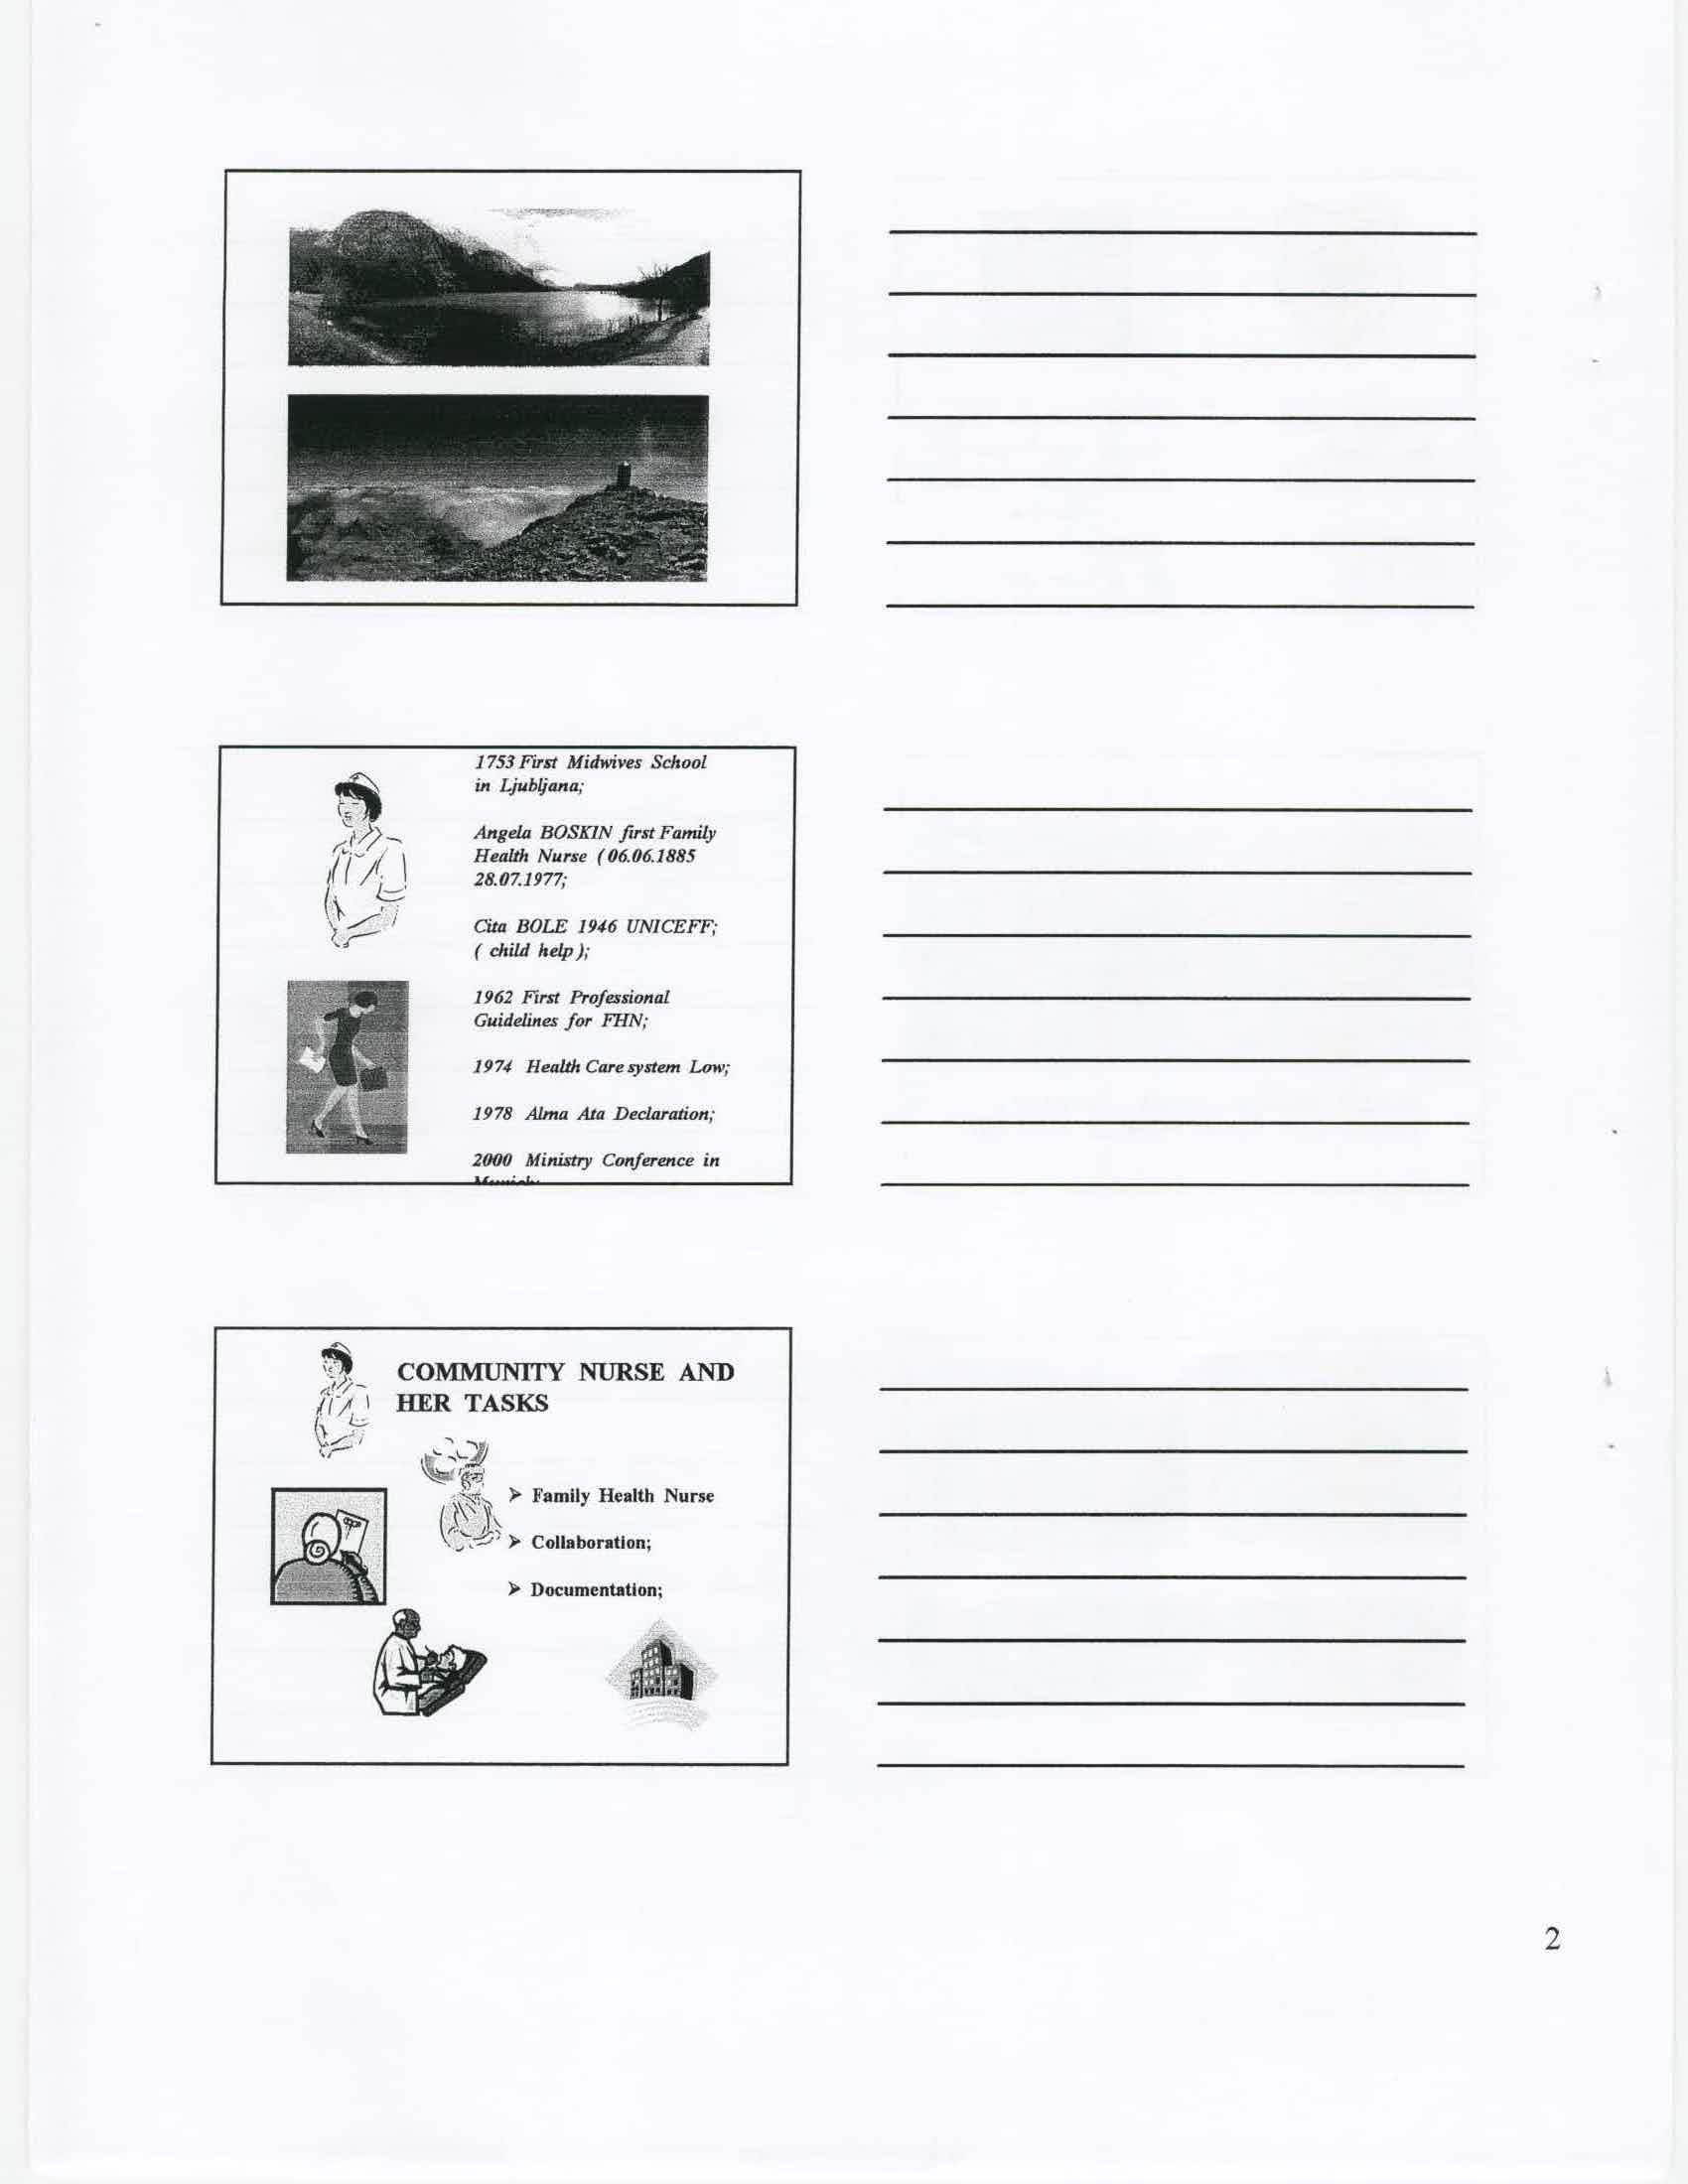 1753 First Midwives School
in Ljubljana;
Angela BOSKIN first Family
Health Nurse ( 06.06.1885
28.07.1977;
Cita BOLE 1946 UNICEFF;
( child help );
1962 First Professional
Guidelines for FHN;
1974 Health Care system Low;
1978 Alma Ata Declaration;
2000 Ministry Conference in
COMMUNITY NURSE AND
HER TASKS
➤ Family Health Nurse
➤ Collaboration;
➤ Documentation;
2